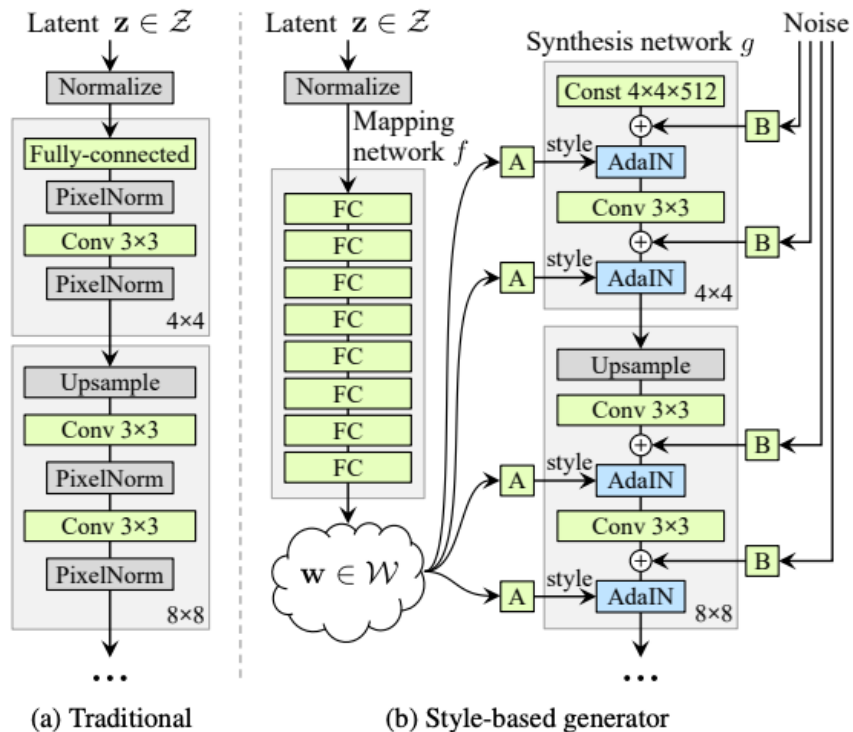 Latent z ∈ 𝒵
Normalize
Fully-connected
PixelNorm
Conv 3×3
PixelNorm
4×4
Upsample
Conv 3×3
PixelNorm
Conv 3×3
PixelNorm
8×8
...
(a) Traditional
Latent z ∈ 𝒵
Normalize
Mapping
network f
FC
FC
FC
FC
FC
FC
FC
FC
w ∈ 𝒲
Synthesis network g
Noise
Const 4×4×512
+
B
A
style
AdaIN
Conv 3×3
+
B
A
style
AdaIN
4×4
Upsample
Conv 3×3
+
B
A
style
AdaIN
Conv 3×3
+
B
A
style
AdaIN
8×8
...
(b) Style-based generator